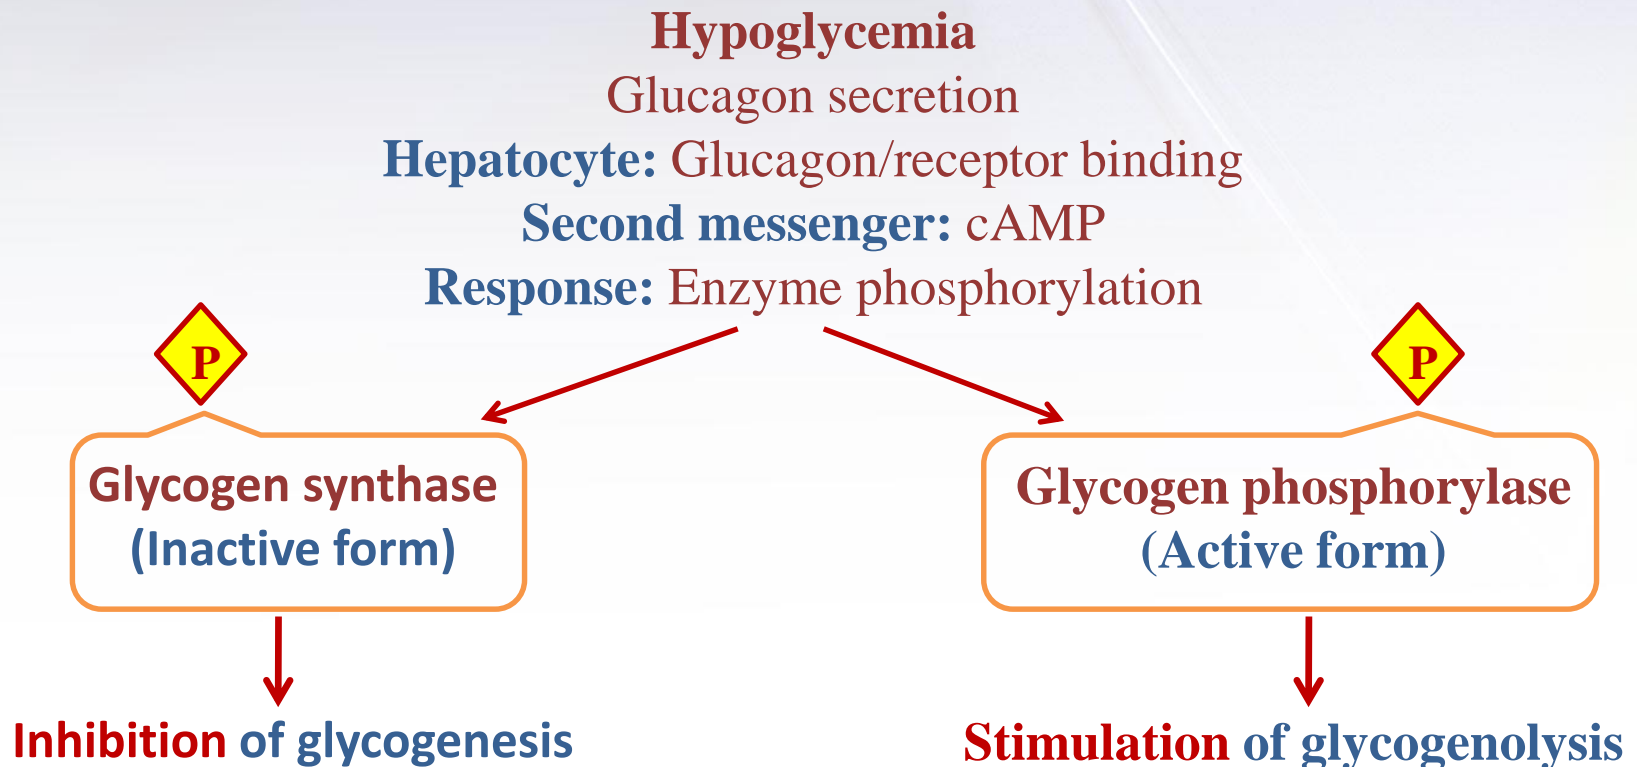 Hypoglycemia
Glucagon secretion
Hepatocyte: Glucagon/receptor binding
Second messenger: cAMP
Response: Enzyme phosphorylation
P
P
Glycogen synthase
(Inactive form)
Glycogen phosphorylase
(Active form)
Inhibition of glycogenesis
Stimulation of glycogenolysis